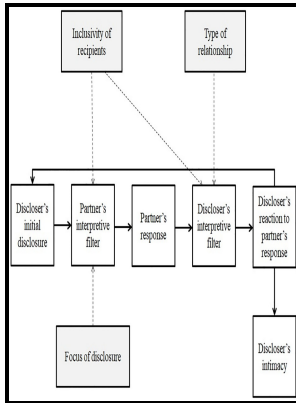 Inclusivity of
recipients
Type of
relationship
Discloser's
initial
disclosure
Partner's
interpretive
filter
Partner's
response
Discloser's
interpretive
filter
Discloser's
reaction to
partner's
response
Focus of disclosure
Discloser's
intimacy